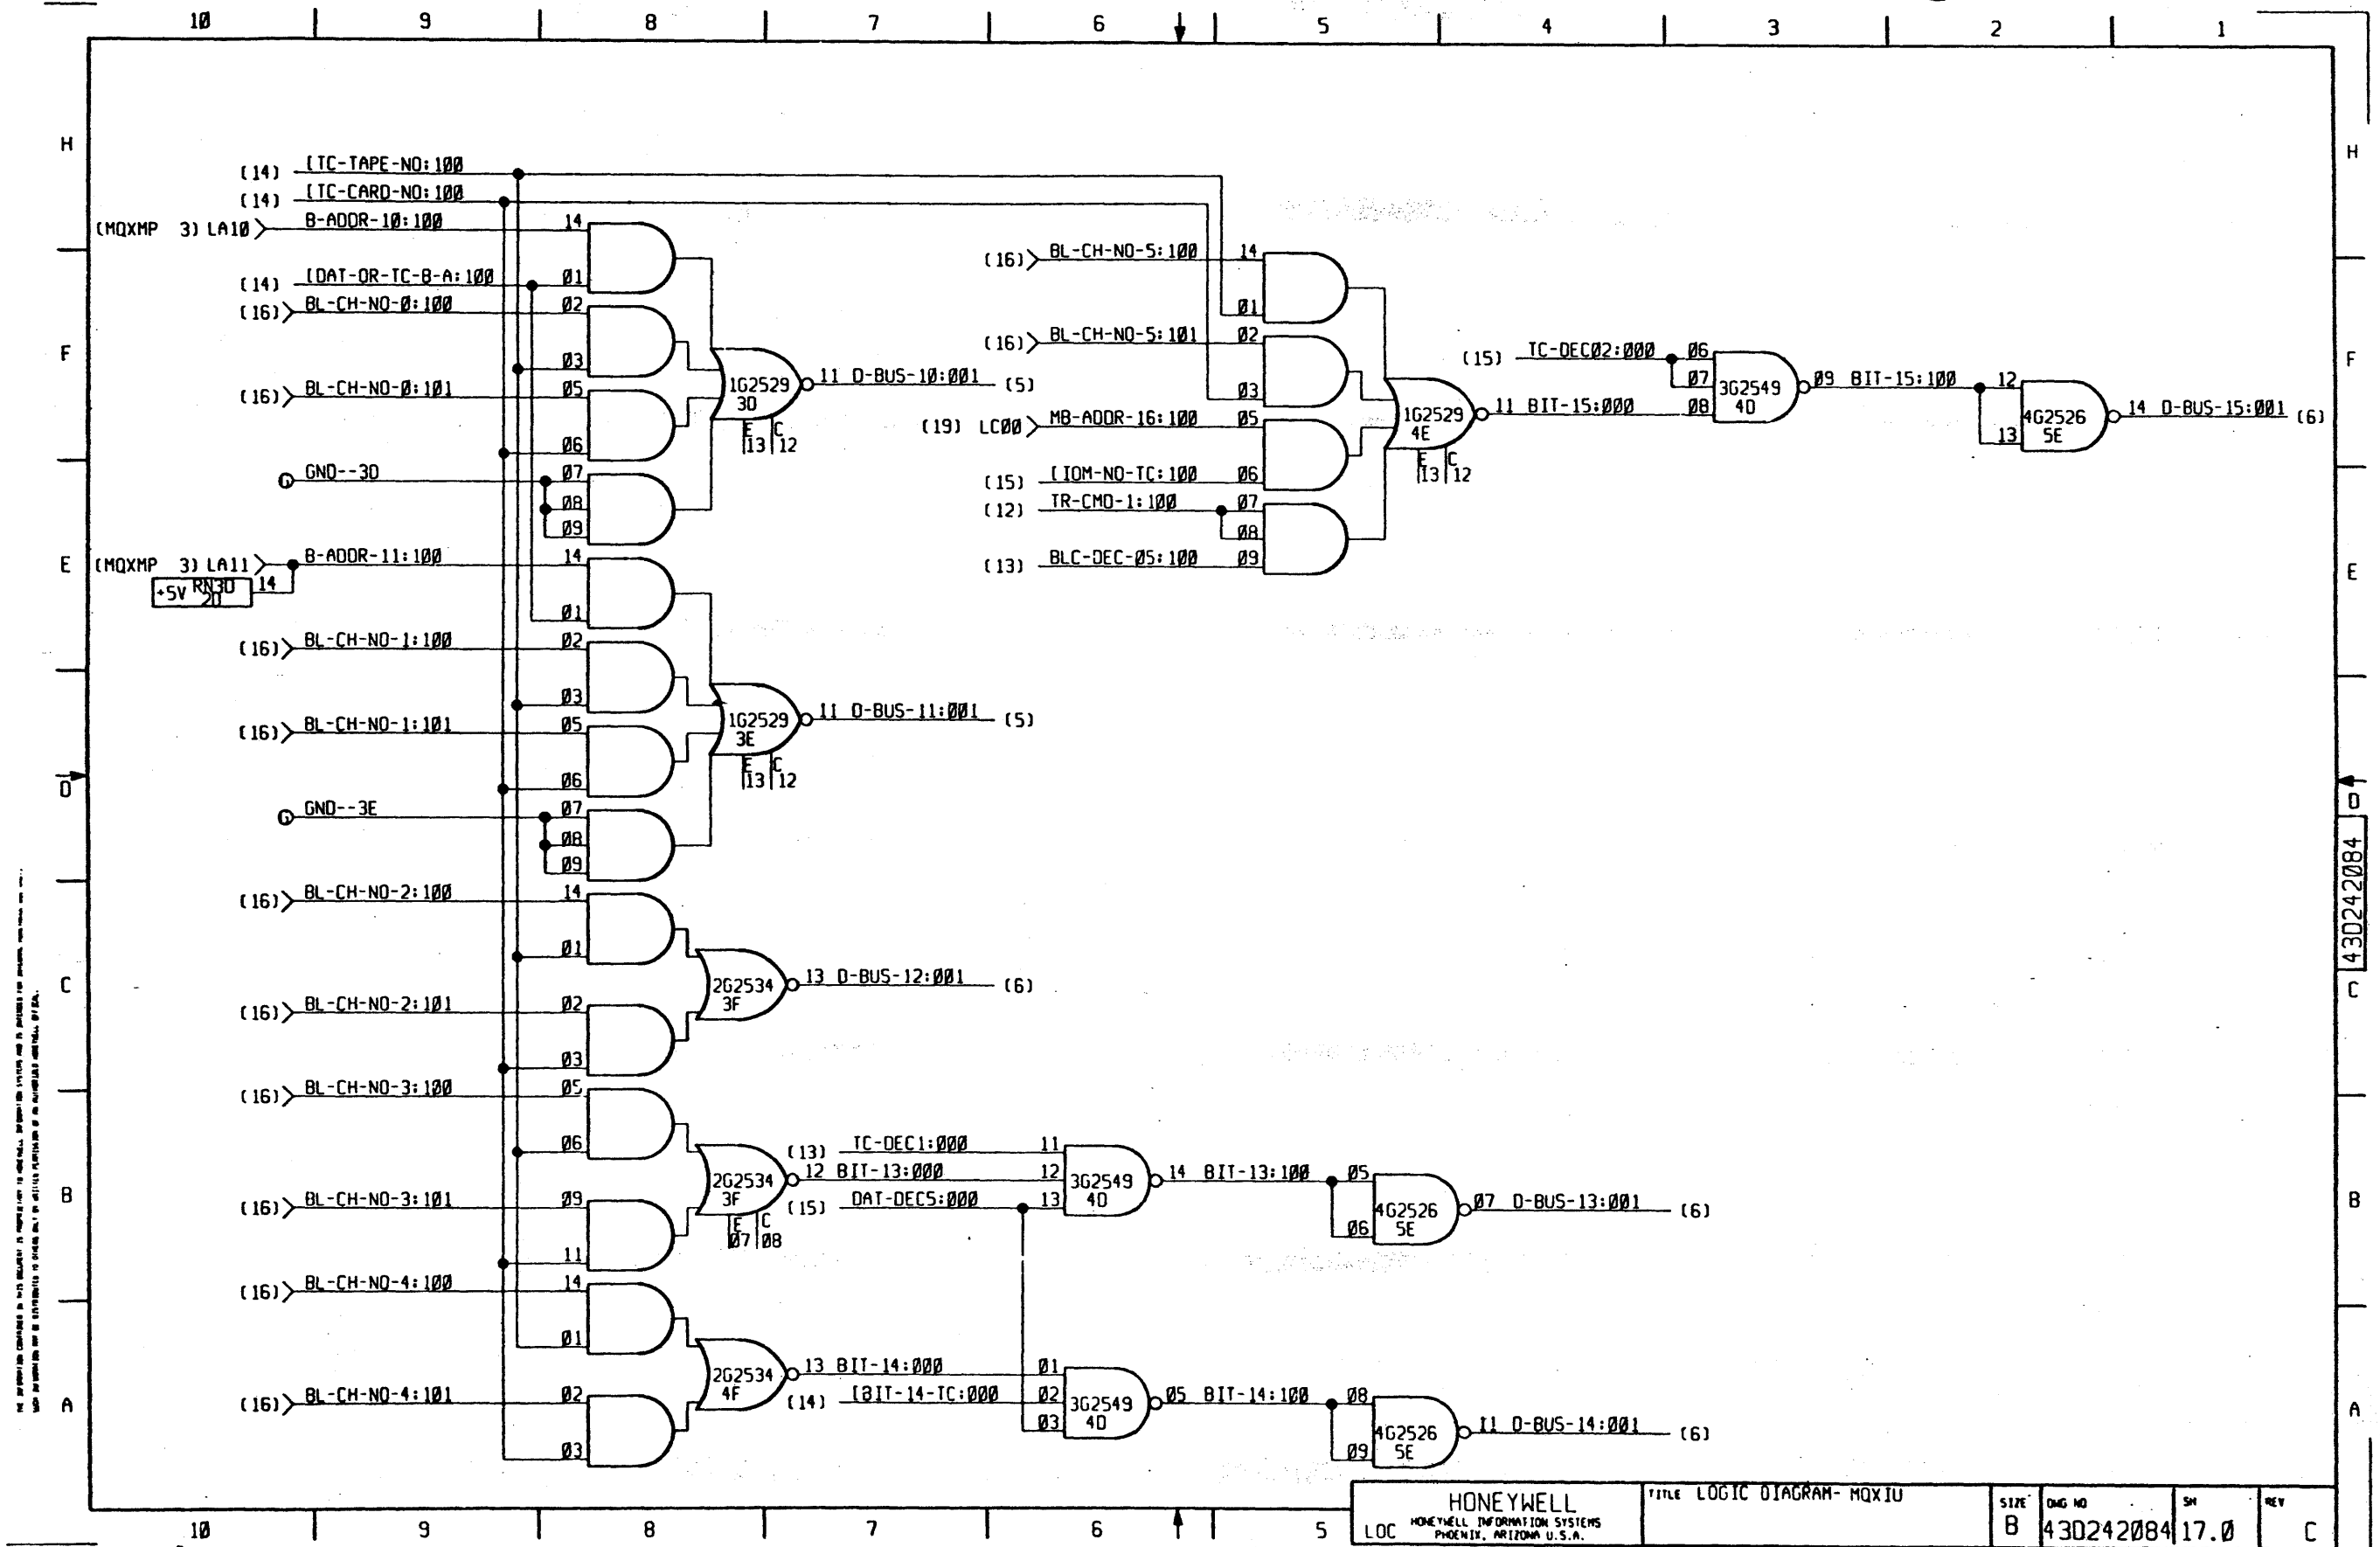 10 9 8 7 6 5 4 3 2 1
H H
(14) [TC-TAPE-NO:100
(14) [TC-CARD-NO:100
(MQXMP 3) LA10 B-ADDR-10:100 14
(14) [DAT-OR-TC-B-A:100 01
(16) BL-CH-NO-0:100 02
03
(16) BL-CH-NO-0:101 05
06
GND--3D 07
08
09
1G2529
3D
E C
13 12
11 D-BUS-10:001 (5)
F F
(16) BL-CH-NO-5:100 14
01
(16) BL-CH-NO-5:101 02
03
(19) LC00 MB-ADDR-16:100 05
(15) [IOM-NO-TC:100 06
(12) TR-CMD-1:100 07
08
(13) BLC-DEC-05:100 09
1G2529
4E
E C
13 12
11 BIT-15:000
(15) TC-DEC02:000 06
07
08
3G2549
4D
09 BIT-15:100
12
13
4G2526
5E
14 D-BUS-15:001 (6)
E E
(MQXMP 3) LA11 B-ADDR-11:100 14
+5V RN3D
2D
14
01
(16) BL-CH-NO-1:100 02
03
(16) BL-CH-NO-1:101 05
06
GND--3E 07
08
09
1G2529
3E
E C
13 12
11 D-BUS-11:001 (5)
D D
43D242084
(16) BL-CH-NO-2:100 14
01
(16) BL-CH-NO-2:101 02
03
2G2534
3F
13 D-BUS-12:001 (6)
C C
(16) BL-CH-NO-3:100 05
06
(16) BL-CH-NO-3:101 09
11
2G2534
3F
E C
07 08
(13) TC-DEC1:000 11
12 BIT-13:000 12
(15) DAT-DEC5:000 13
3G2549
4D
14 BIT-13:100 05
06
4G2526
5E
07 D-BUS-13:001 (6)
B B
(16) BL-CH-NO-4:100 14
01
(16) BL-CH-NO-4:101 02
03
2G2534
4F
13 BIT-14:000 01
(14) [BIT-14-TC:000 02
03
3G2549
4D
05 BIT-14:100 08
09
4G2526
5E
11 D-BUS-14:001 (6)
A A
10 9 8 7 6 5
LOC
HONEYWELL
HONEYWELL INFORMATION SYSTEMS
PHOENIX, ARIZONA U.S.A.
TITLE LOGIC DIAGRAM- MQXIU
SIZE B
DWG NO 43D242084
SH 17.0
REV C